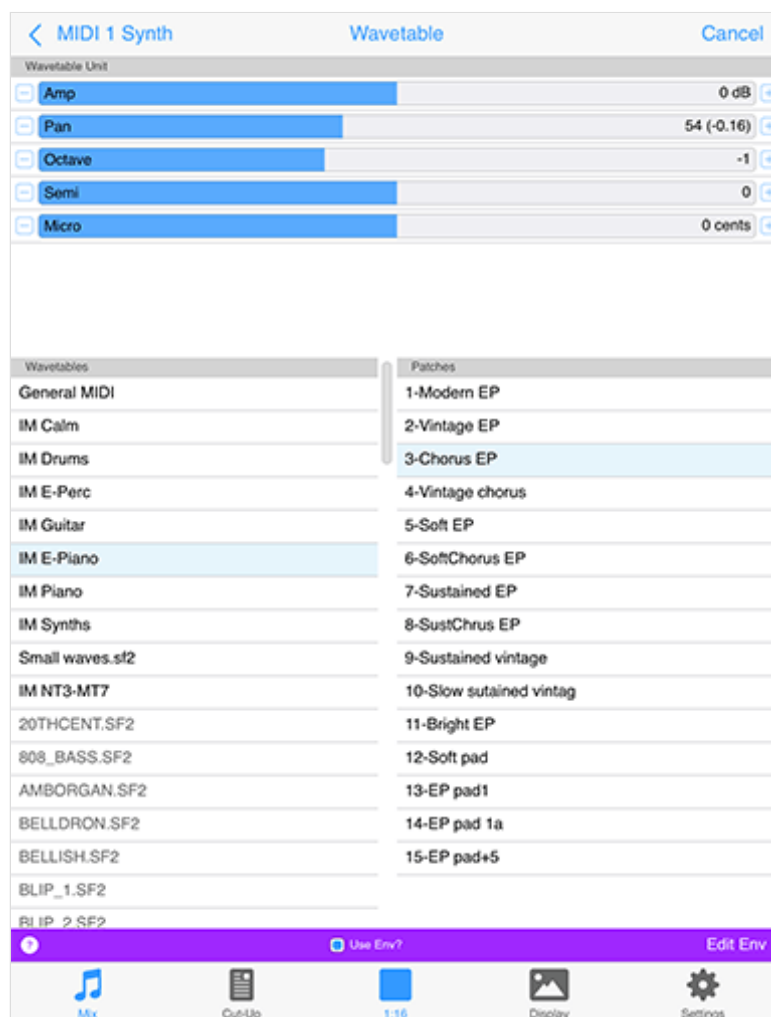 MIDI 1 Synth
Wavetable
Cancel
Wavetable Unit
Amp 0 dB
Pan 54 (-0.16)
Octave -1
Semi 0
Micro 0 cents
Wavetables
General MIDI
IM Calm
IM Drums
IM E-Perc
IM Guitar
IM E-Piano
IM Piano
IM Synths
Small waves.sf2
IM NT3-MT7
20THCENT.SF2
808_BASS.SF2
AMBORGAN.SF2
BELLDRON.SF2
BELLISH.SF2
BLIP_1.SF2
BLIP_2.SF2
Patches
1-Modern EP
2-Vintage EP
3-Chorus EP
4-Vintage chorus
5-Soft EP
6-SoftChorus EP
7-Sustained EP
8-SustChrus EP
9-Sustained vintage
10-Slow sutained vintag
11-Bright EP
12-Soft pad
13-EP pad1
14-EP pad 1a
15-EP pad+5
?
Use Env?
Edit Env
Mix
Cut-Up
1:16
Display
Settings